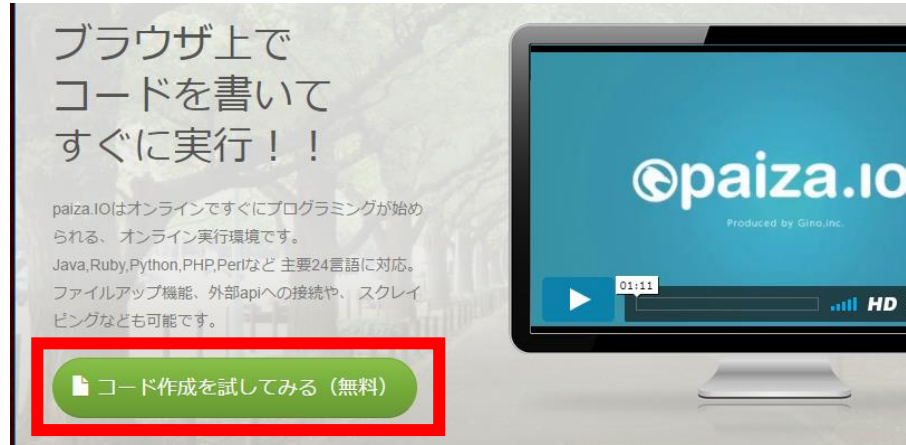 ブラウザ上で
コードを書いて
すぐに実行！！
paiza.IOはオンラインですぐにプログラミングが始め
られる、 オンライン実行環境です。
Java,Ruby,Python,PHP,Perlなど 主要24言語に対応。
ファイルアップ機能、外部apiへの接続や、 スクレイ
ピングなども可能です。
コード作成を試してみる（無料）
paiza.IO
Produced by Gino,inc.
01:11
HD